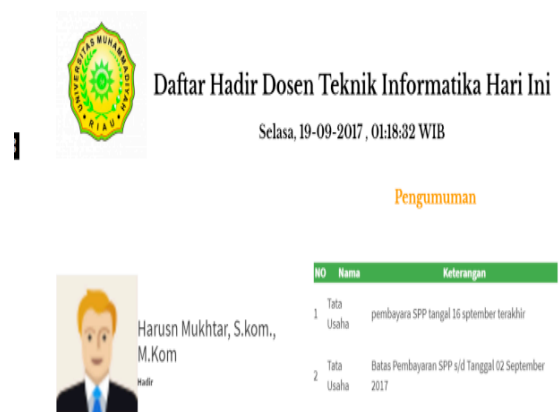 UNIVERSITAS MUHAMMADIYAH
RIAU
Daftar Hadir Dosen Teknik Informatika Hari Ini
Selasa, 19-09-2017 , 01:18:32 WIB
Pengumuman
Harusn Mukhtar, S.kom.,
M.Kom
Hadir
NO Nama Keterangan
1 Tata Usaha pembayara SPP tangal 16 sptember terakhir
2 Tata Usaha Batas Pembayaran SPP s/d Tanggal 02 September
2017